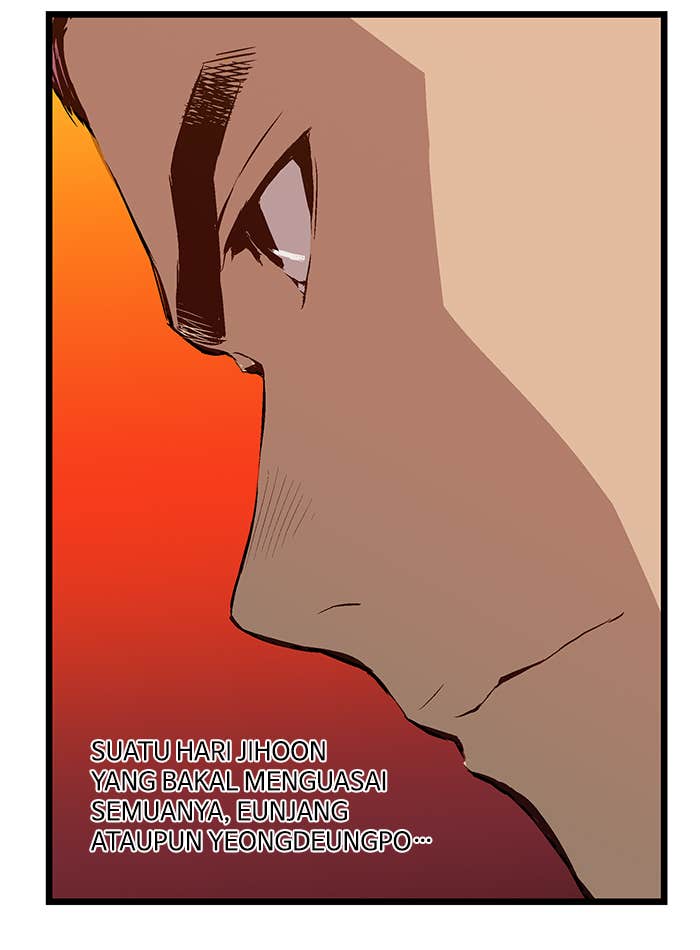 SUATU HARI JIHOON
YANG BAKAL MENGUASAI
SEMUANYA, EUNJANG
ATAUPUN YEONGDEUNGPO…